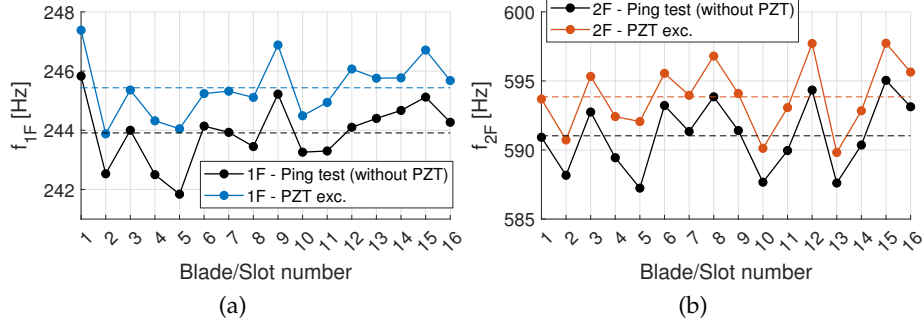 248
246
244
242
f1F [Hz]
1F - Ping test (without PZT)
1F - PZT exc.
1 2 3 4 5 6 7 8 9 10 11 12 13 14 15 16
Blade/Slot number
(a)
600
595
590
585
f2F [Hz]
2F - Ping test (without PZT)
2F - PZT exc.
1 2 3 4 5 6 7 8 9 10 11 12 13 14 15 16
Blade/Slot number
(b)